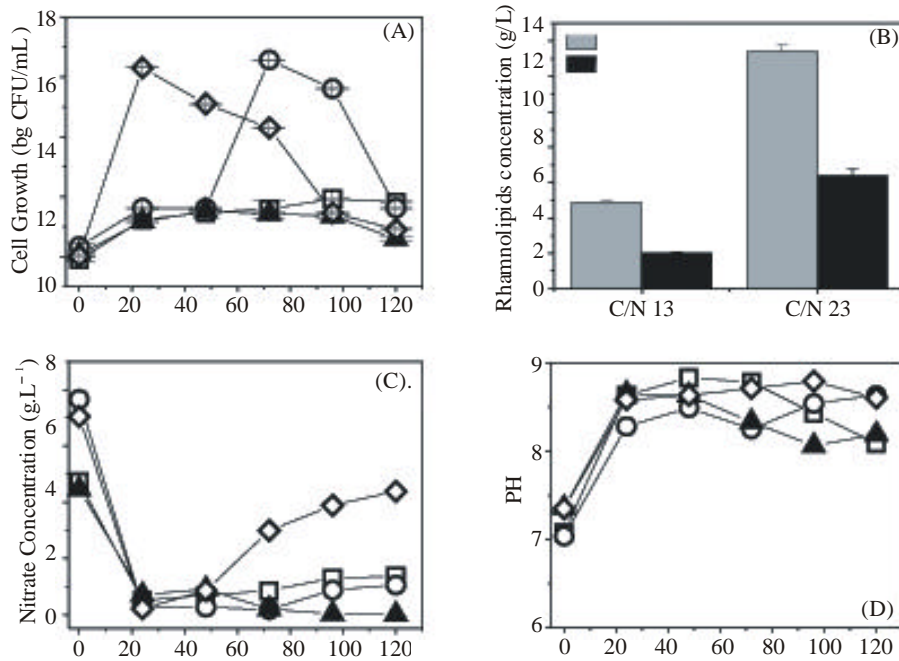 18
16
14
12
10
Cell Growth (bg CFU/mL)
(A)
0 20 40 60 80 100 120
14
12
10
8
6
4
2
0
Rhamnolipids concentration (g/L)
(B)
C/N 13 C/N 23
8
6
4
2
0
Nitrate Concentration (g.L⁻¹)
(C).
0 20 40 60 80 100 120
9
8
7
6
PH
(D)
0 20 40 60 80 100 120